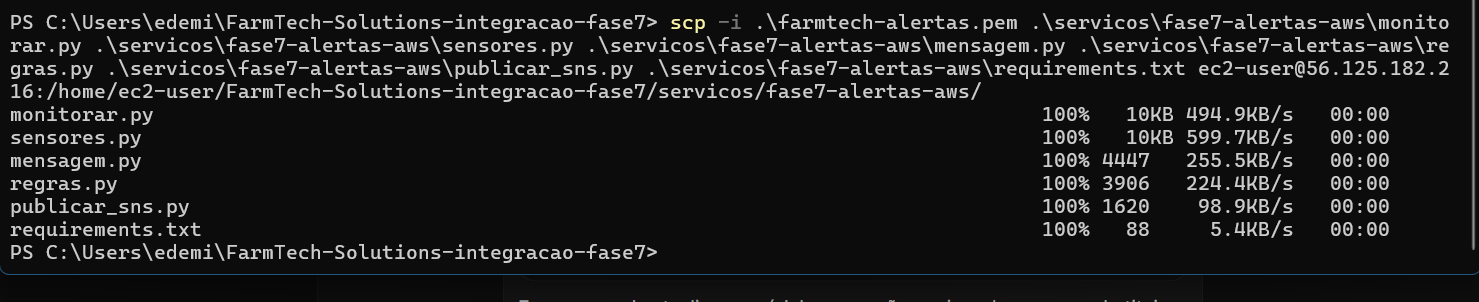 PS C:\Users\edemi\FarmTech-Solutions-integracao-fase7> scp -i .\farmtech-alertas.pem .\servicos\fase7-alertas-aws\monito
rar.py .\servicos\fase7-alertas-aws\sensores.py .\servicos\fase7-alertas-aws\mensagem.py .\servicos\fase7-alertas-aws\re
gras.py .\servicos\fase7-alertas-aws\publicar_sns.py .\servicos\fase7-alertas-aws\requirements.txt ec2-user@56.125.182.2
16:/home/ec2-user/FarmTech-Solutions-integracao-fase7/servicos/fase7-alertas-aws/
monitorar.py 100% 10KB 494.9KB/s 00:00
sensores.py 100% 10KB 599.7KB/s 00:00
mensagem.py 100% 4447 255.5KB/s 00:00
regras.py 100% 3906 224.4KB/s 00:00
publicar_sns.py 100% 1620 98.9KB/s 00:00
requirements.txt 100% 88 5.4KB/s 00:00
PS C:\Users\edemi\FarmTech-Solutions-integracao-fase7>